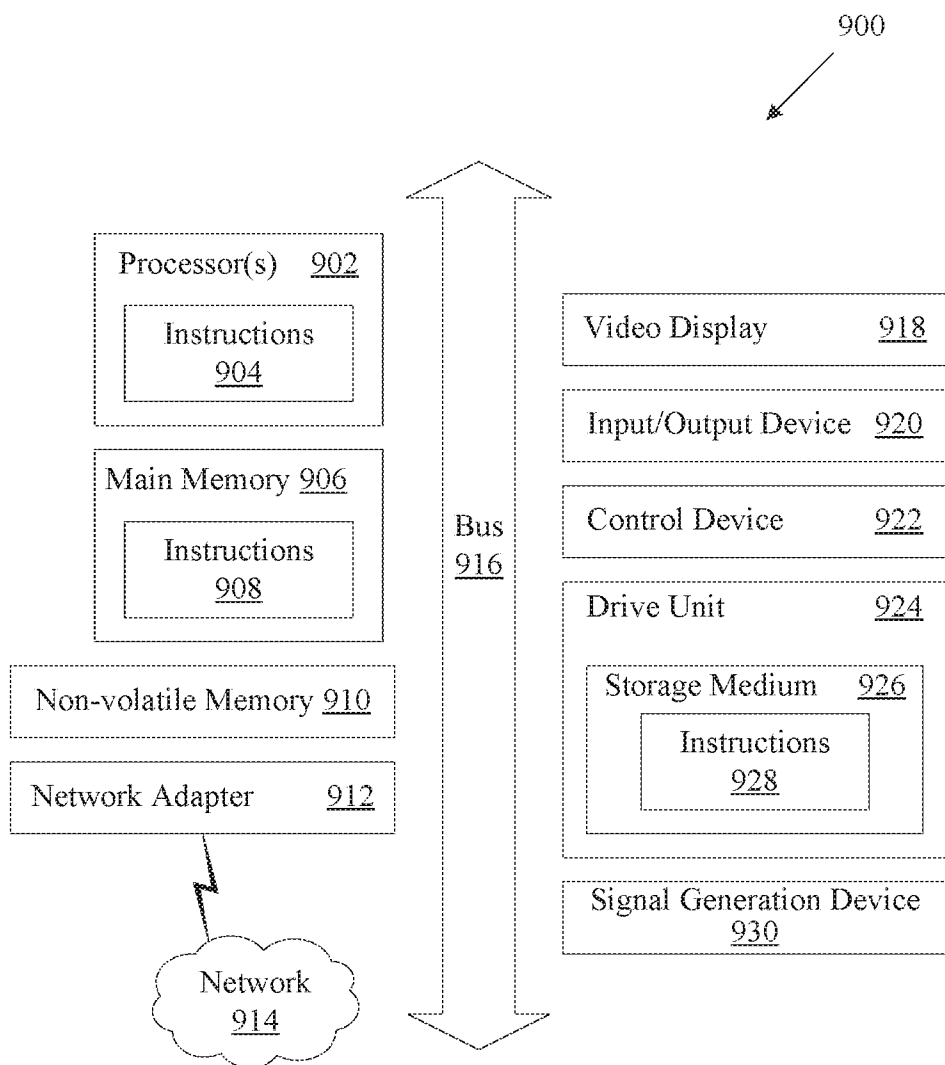 900
Processor(s) 902
Instructions
904
Main Memory 906
Instructions
908
Non-volatile Memory 910
Network Adapter 912
Network
914
Bus
916
Video Display 918
Input/Output Device 920
Control Device 922
Drive Unit 924
Storage Medium 926
Instructions
928
Signal Generation Device
930